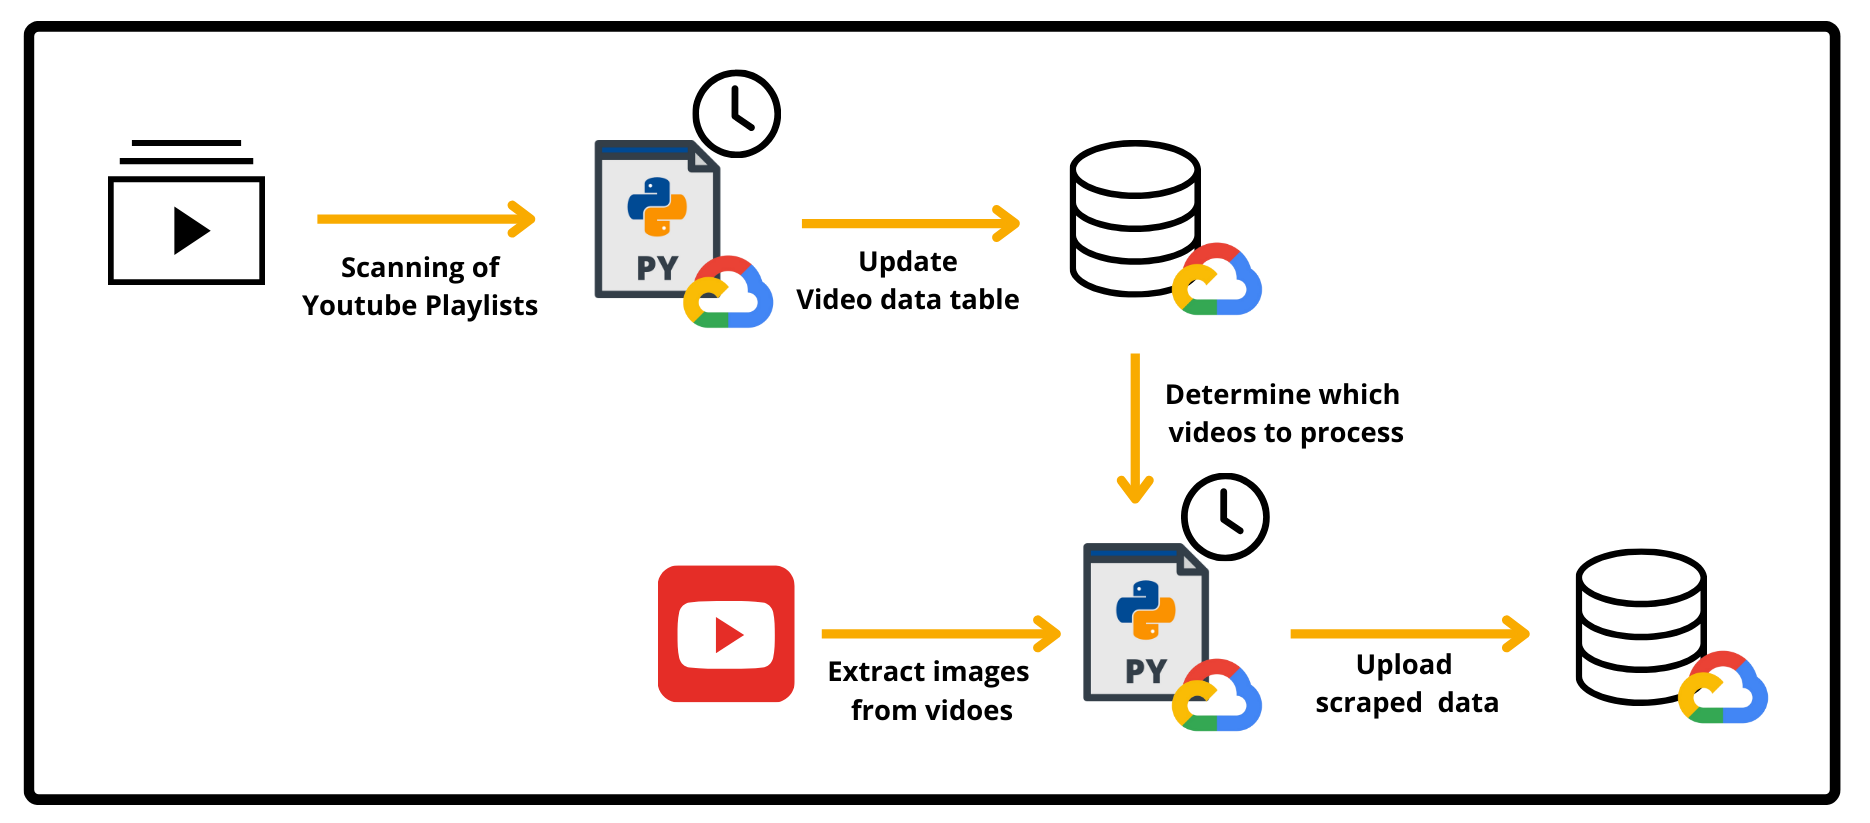 Scanning of
Youtube Playlists
PY
Update
Video data table
Determine which
videos to process
Extract images
from vidoes
PY
Upload
scraped  data